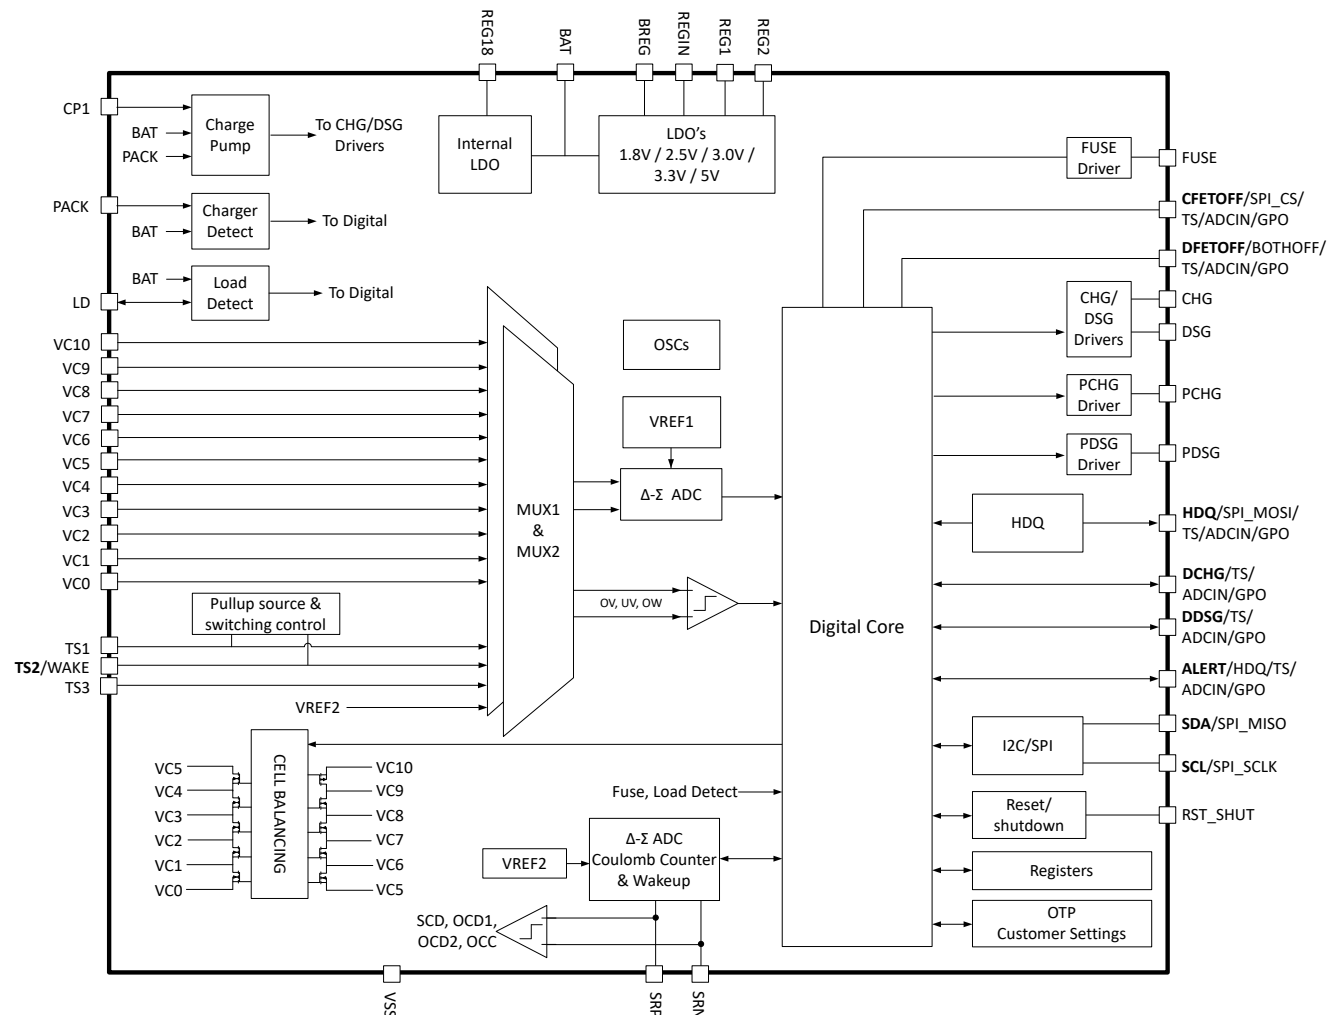 REG18
BAT
BREG
REGIN
REG1
REG2
CP1
BAT
PACK
Charge
Pump
To CHG/DSG
Drivers
Internal
LDO
LDO's
1.8V / 2.5V / 3.0V /
3.3V / 5V
FUSE
Driver
FUSE
PACK
BAT
Charger
Detect
To Digital
CFETOFF/SPI_CS/
TS/ADCIN/GPO
DFETOFF/BOTHOFF/
TS/ADCIN/GPO
BAT
LD
Load
Detect
To Digital
CHG/
DSG
Drivers
CHG
DSG
VC10
VC9
VC8
VC7
VC6
VC5
VC4
VC3
VC2
VC1
VC0
OSCs
VREF1
Δ-Σ ADC
MUX1
&
MUX2
OV, UV, OW
Digital Core
PCHG
Driver
PCHG
PDSG
Driver
PDSG
HDQ
HDQ/SPI_MOSI/
TS/ADCIN/GPO
DCHG/TS/
ADCIN/GPO
DDSG/TS/
ADCIN/GPO
ALERT/HDQ/TS/
ADCIN/GPO
Pullup source &
switching control
TS1
TS2/WAKE
TS3
VREF2
I2C/SPI
SDA/SPI_MISO
SCL/SPI_SCLK
CELL BALANCING
VC5
VC4
VC3
VC2
VC1
VC0
VC10
VC9
VC8
VC7
VC6
VC5
Fuse, Load Detect
Reset/
shutdown
RST_SHUT
VREF2
Δ-Σ ADC
Coulomb Counter
& Wakeup
Registers
OTP
Customer Settings
SCD, OCD1,
OCD2, OCC
VSS
SRP
SRN